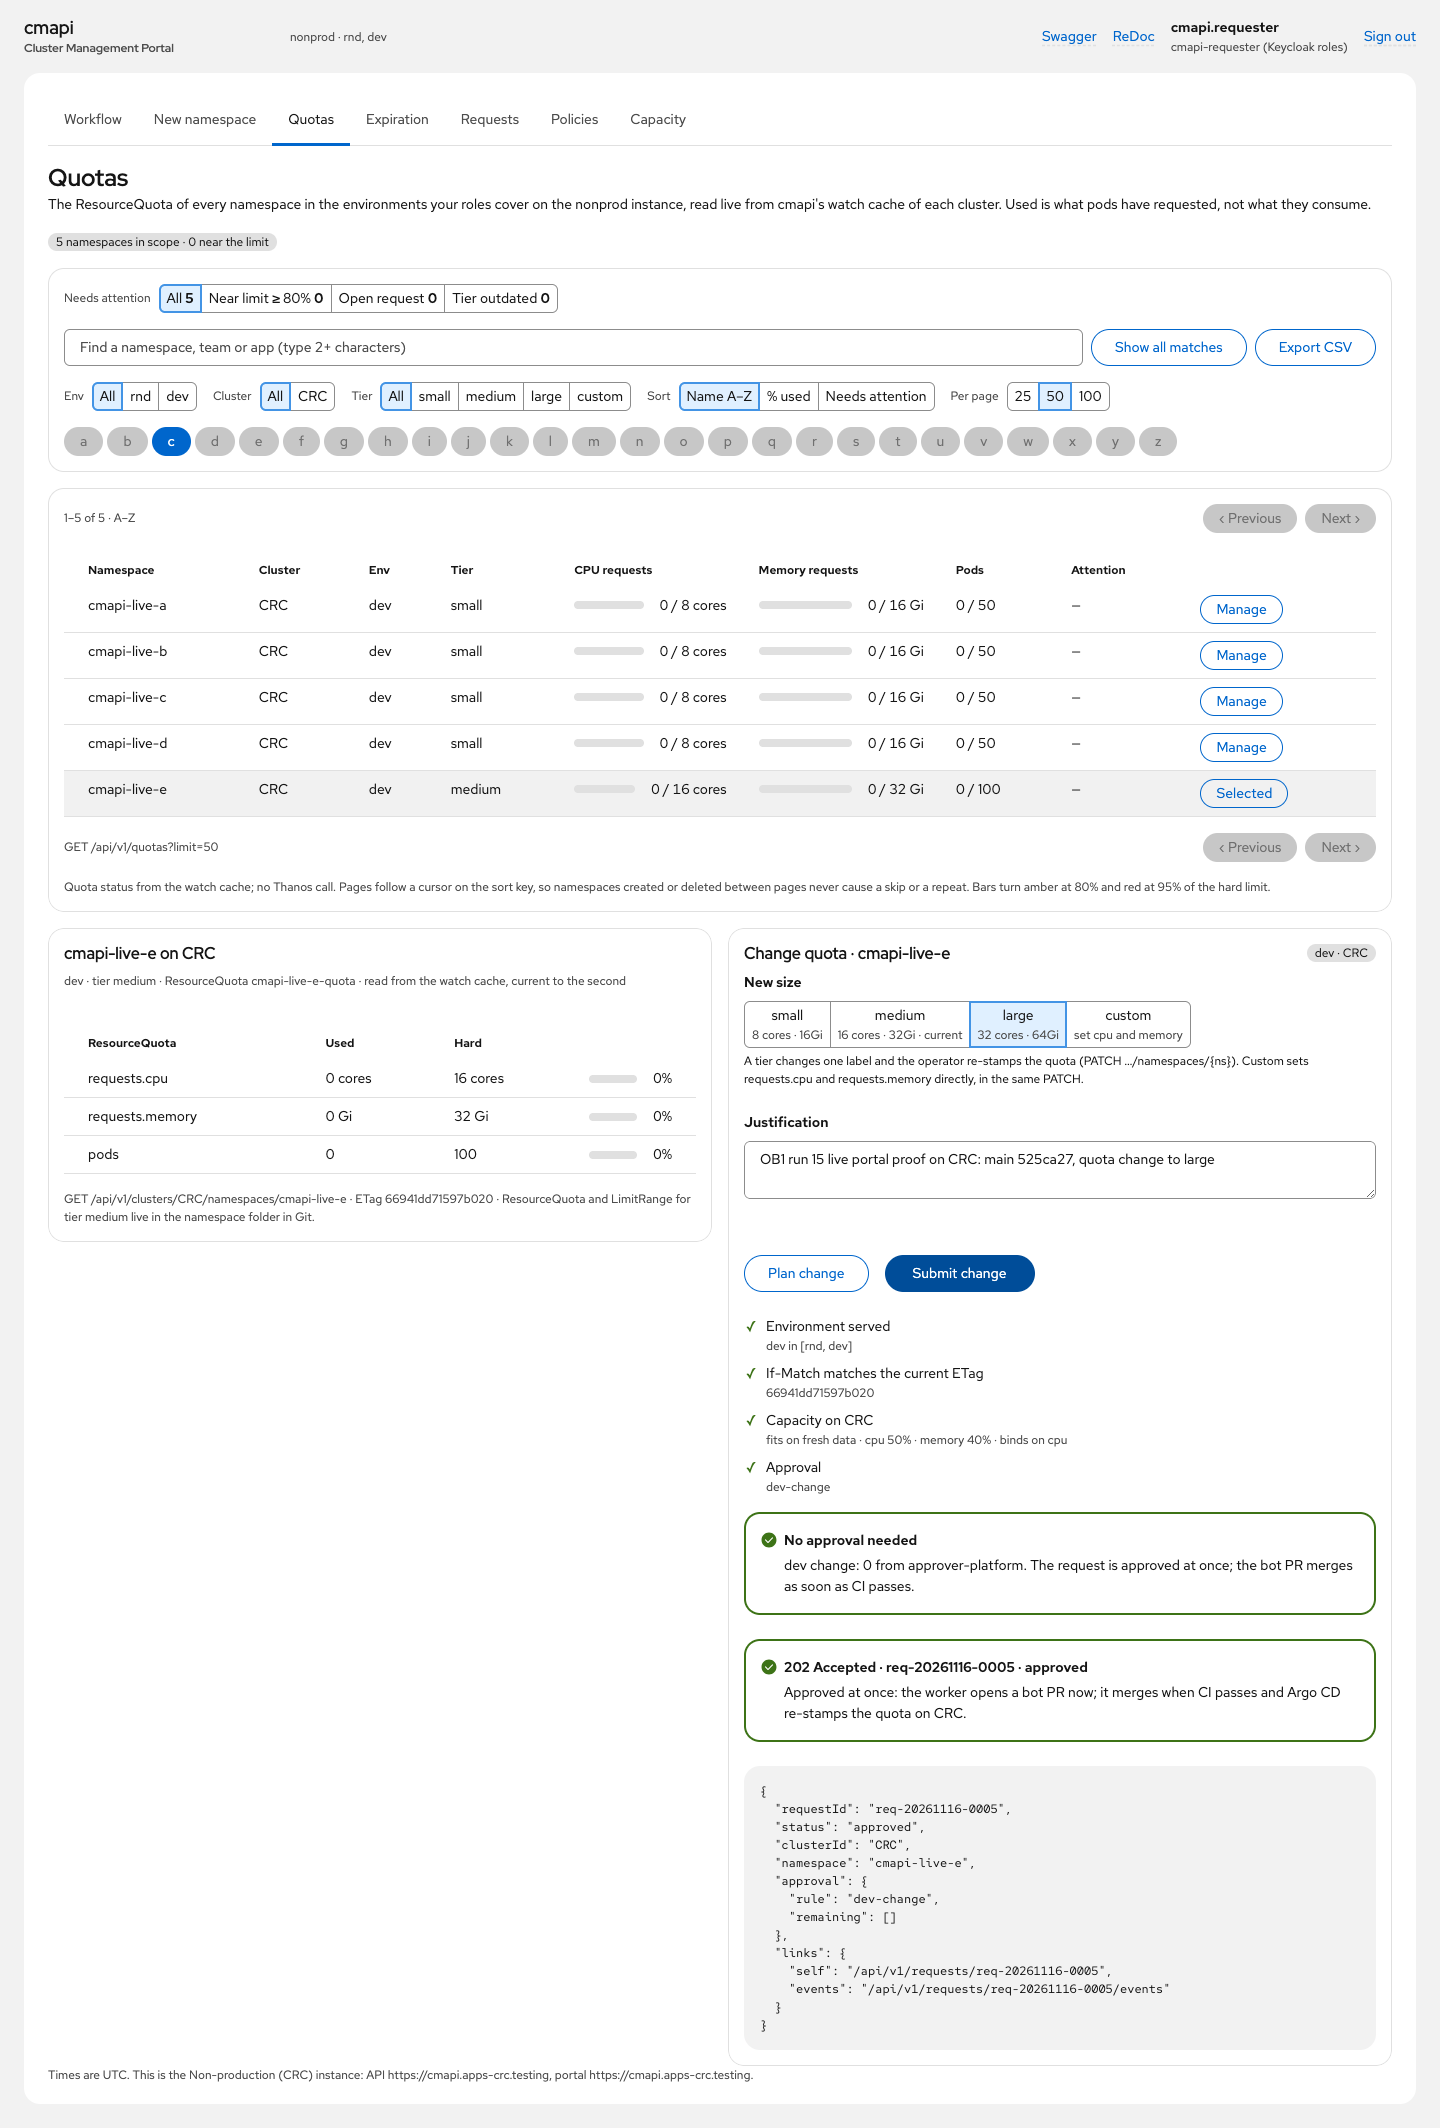 cmapi
Cluster Management Portal
nonprod · rnd, dev
Swagger
ReDoc
cmapi.requester
cmapi-requester (Keycloak roles)
Sign out
Workflow
New namespace
Quotas
Expiration
Requests
Policies
Capacity
Quotas
The ResourceQuota of every namespace in the environments your roles cover on the nonprod instance, read live from cmapi's watch cache of each cluster. Used is what pods have requested, not what they consume.
5 namespaces in scope · 0 near the limit
Needs attention All 5 Near limit ≥ 80% 0 Open request 0 Tier outdated 0
Find a namespace, team or app (type 2+ characters)
Show all matches
Export CSV
Env All rnd dev Cluster All CRC Tier All small medium large custom Sort Name A–Z % used Needs attention Per page 25 50 100
a b c d e f g h i j k l m n o p q r s t u v w x y z
1–5 of 5 · A–Z
‹ Previous Next ›
Namespace Cluster Env Tier CPU requests Memory requests Pods Attention
cmapi-live-a CRC dev small 0 / 8 cores 0 / 16 Gi 0 / 50 – Manage
cmapi-live-b CRC dev small 0 / 8 cores 0 / 16 Gi 0 / 50 – Manage
cmapi-live-c CRC dev small 0 / 8 cores 0 / 16 Gi 0 / 50 – Manage
cmapi-live-d CRC dev small 0 / 8 cores 0 / 16 Gi 0 / 50 – Manage
cmapi-live-e CRC dev medium 0 / 16 cores 0 / 32 Gi 0 / 100 – Selected
GET /api/v1/quotas?limit=50
‹ Previous Next ›
Quota status from the watch cache; no Thanos call. Pages follow a cursor on the sort key, so namespaces created or deleted between pages never cause a skip or a repeat. Bars turn amber at 80% and red at 95% of the hard limit.
cmapi-live-e on CRC
dev · tier medium · ResourceQuota cmapi-live-e-quota · read from the watch cache, current to the second
ResourceQuota Used Hard
requests.cpu 0 cores 16 cores 0%
requests.memory 0 Gi 32 Gi 0%
pods 0 100 0%
GET /api/v1/clusters/CRC/namespaces/cmapi-live-e · ETag 66941dd71597b020 · ResourceQuota and LimitRange for
tier medium live in the namespace folder in Git.
Change quota · cmapi-live-e
dev · CRC
New size
small medium large custom
8 cores · 16Gi 16 cores · 32Gi · current 32 cores · 64Gi set cpu and memory
A tier changes one label and the operator re-stamps the quota (PATCH …/namespaces/{ns}). Custom sets
requests.cpu and requests.memory directly, in the same PATCH.
Justification
OB1 run 15 live portal proof on CRC: main 525ca27, quota change to large
Plan change
Submit change
✓ Environment served
dev in [rnd, dev]
✓ If-Match matches the current ETag
66941dd71597b020
✓ Capacity on CRC
fits on fresh data · cpu 50% · memory 40% · binds on cpu
✓ Approval
dev-change
No approval needed
dev change: 0 from approver-platform. The request is approved at once; the bot PR merges
as soon as CI passes.
202 Accepted · req-20261116-0005 · approved
Approved at once: the worker opens a bot PR now; it merges when CI passes and Argo CD
re-stamps the quota on CRC.
{
"requestId": "req-20261116-0005",
"status": "approved",
"clusterId": "CRC",
"namespace": "cmapi-live-e",
"approval": {
"rule": "dev-change",
"remaining": []
},
"links": {
"self": "/api/v1/requests/req-20261116-0005",
"events": "/api/v1/requests/req-20261116-0005/events"
}
}
Times are UTC. This is the Non-production (CRC) instance: API https://cmapi.apps-crc.testing, portal https://cmapi.apps-crc.testing.